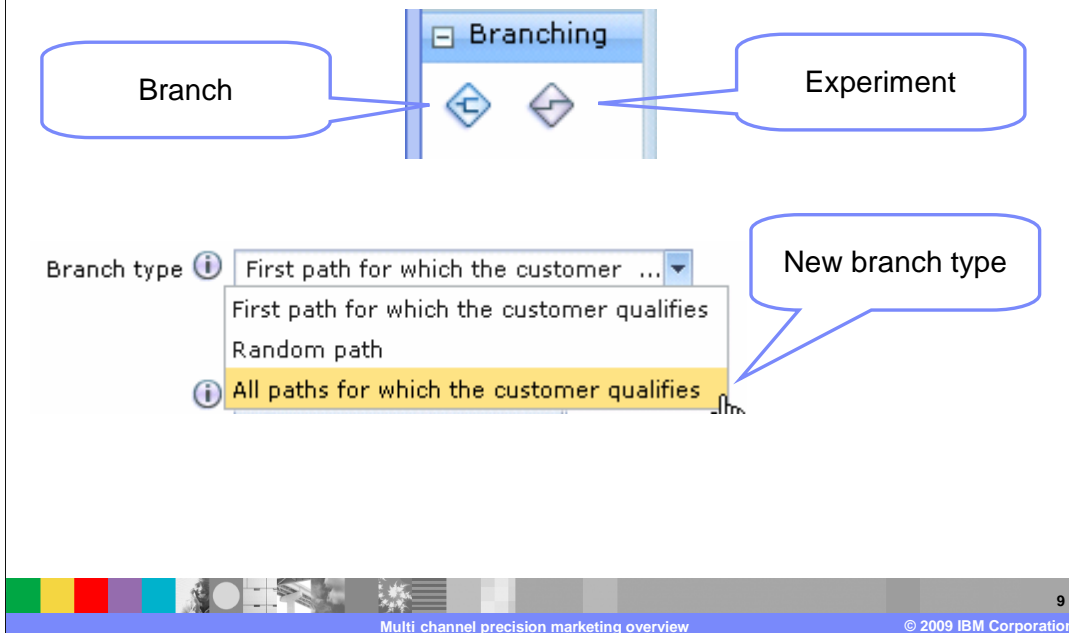 Branching
Branch
Experiment
Branch type First path for which the customer ...
First path for which the customer qualifies
Random path
All paths for which the customer qualifies
New branch type
9
Multi channel precision marketing overview
© 2009 IBM Corporation